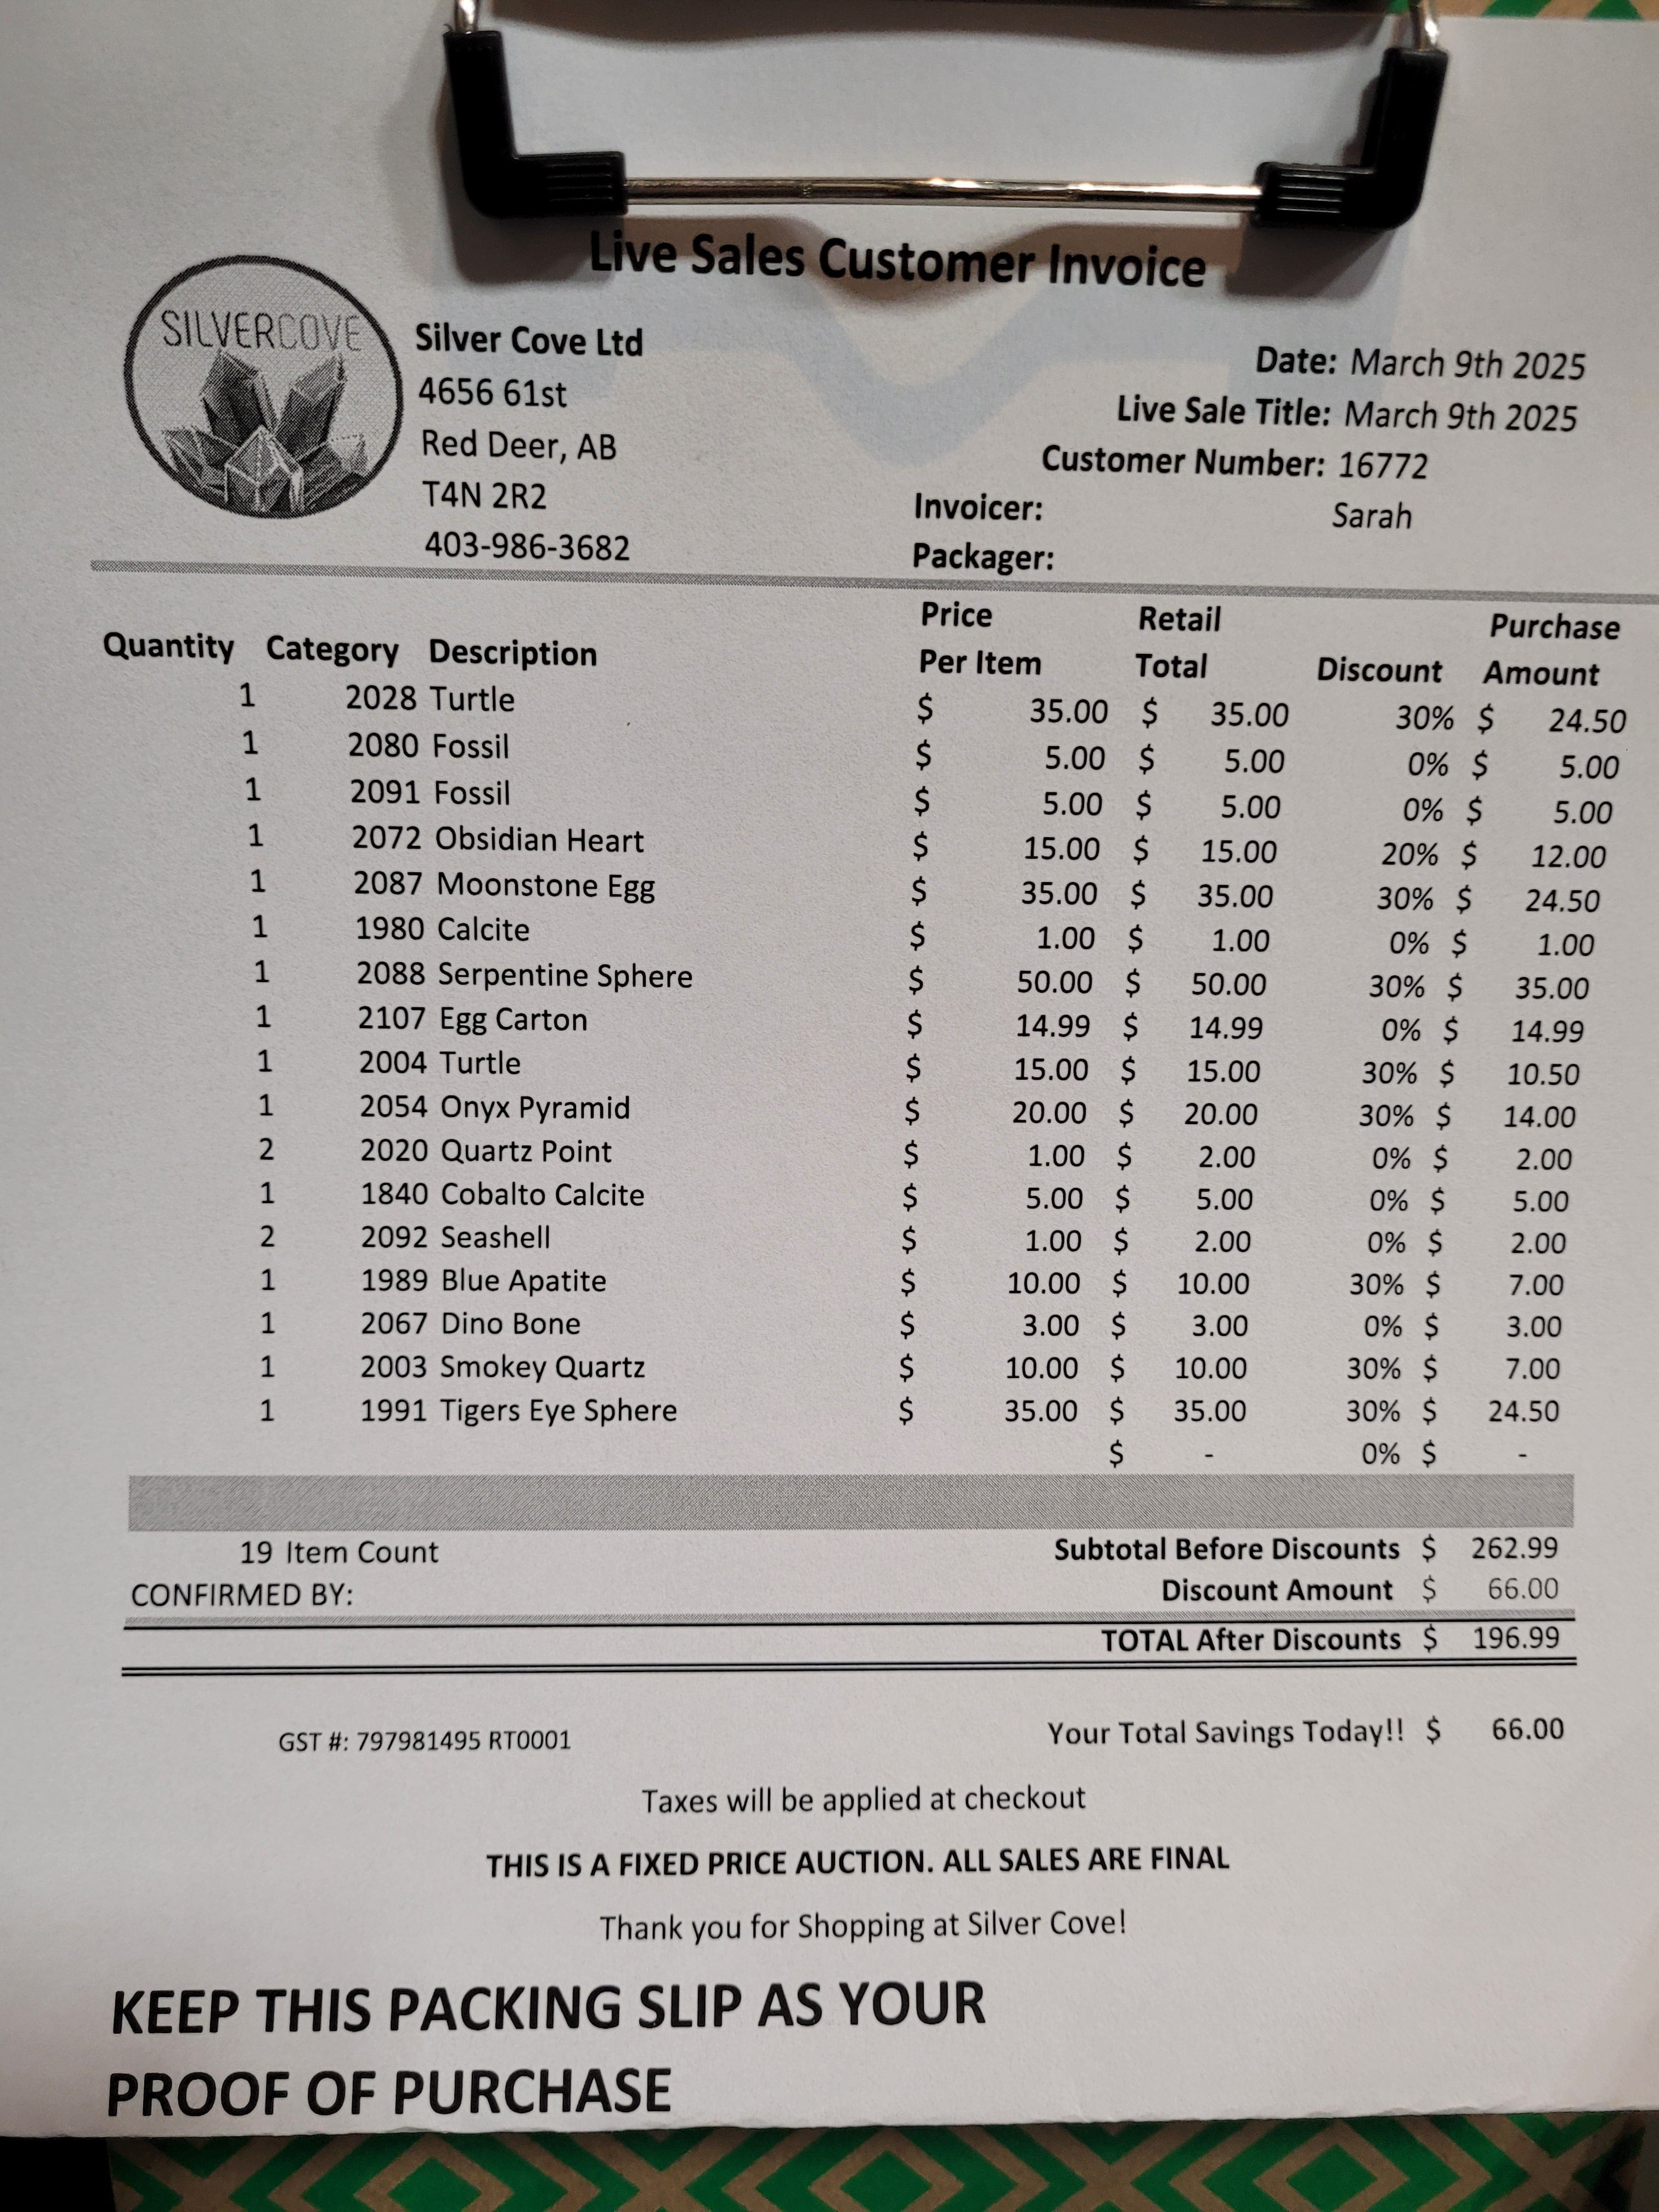 Live Sales Customer Invoice
SILVERCOVE
Silver Cove Ltd
4656 61st
Red Deer, AB
T4N 2R2
403-986-3682
Date: March 9th 2025
Live Sale Title: March 9th 2025
Customer Number: 16772
Invoicer: Sarah
Packager:
Quantity Category Description Price Per Item Retail Total Discount Purchase Amount
1 2028 Turtle $ 35.00 $ 35.00 30% $ 24.50
1 2080 Fossil $ 5.00 $ 5.00 0% $ 5.00
1 2091 Fossil $ 5.00 $ 5.00 0% $ 5.00
1 2072 Obsidian Heart $ 15.00 $ 15.00 20% $ 12.00
1 2087 Moonstone Egg $ 35.00 $ 35.00 30% $ 24.50
1 1980 Calcite $ 1.00 $ 1.00 0% $ 1.00
1 2088 Serpentine Sphere $ 50.00 $ 50.00 30% $ 35.00
1 2107 Egg Carton $ 14.99 $ 14.99 0% $ 14.99
1 2004 Turtle $ 15.00 $ 15.00 30% $ 10.50
1 2054 Onyx Pyramid $ 20.00 $ 20.00 30% $ 14.00
2 2020 Quartz Point $ 1.00 $ 2.00 0% $ 2.00
1 1840 Cobalto Calcite $ 5.00 $ 5.00 0% $ 5.00
2 2092 Seashell $ 1.00 $ 2.00 0% $ 2.00
1 1989 Blue Apatite $ 10.00 $ 10.00 30% $ 7.00
1 2067 Dino Bone $ 3.00 $ 3.00 0% $ 3.00
1 2003 Smokey Quartz $ 10.00 $ 10.00 30% $ 7.00
1 1991 Tigers Eye Sphere $ 35.00 $ 35.00 30% $ 24.50
$ - 0% $ -
19 Item Count Subtotal Before Discounts $ 262.99
CONFIRMED BY: Discount Amount $ 66.00
TOTAL After Discounts $ 196.99
GST #: 797981495 RT0001 Your Total Savings Today!! $ 66.00
Taxes will be applied at checkout
THIS IS A FIXED PRICE AUCTION. ALL SALES ARE FINAL
Thank you for Shopping at Silver Cove!
KEEP THIS PACKING SLIP AS YOUR
PROOF OF PURCHASE